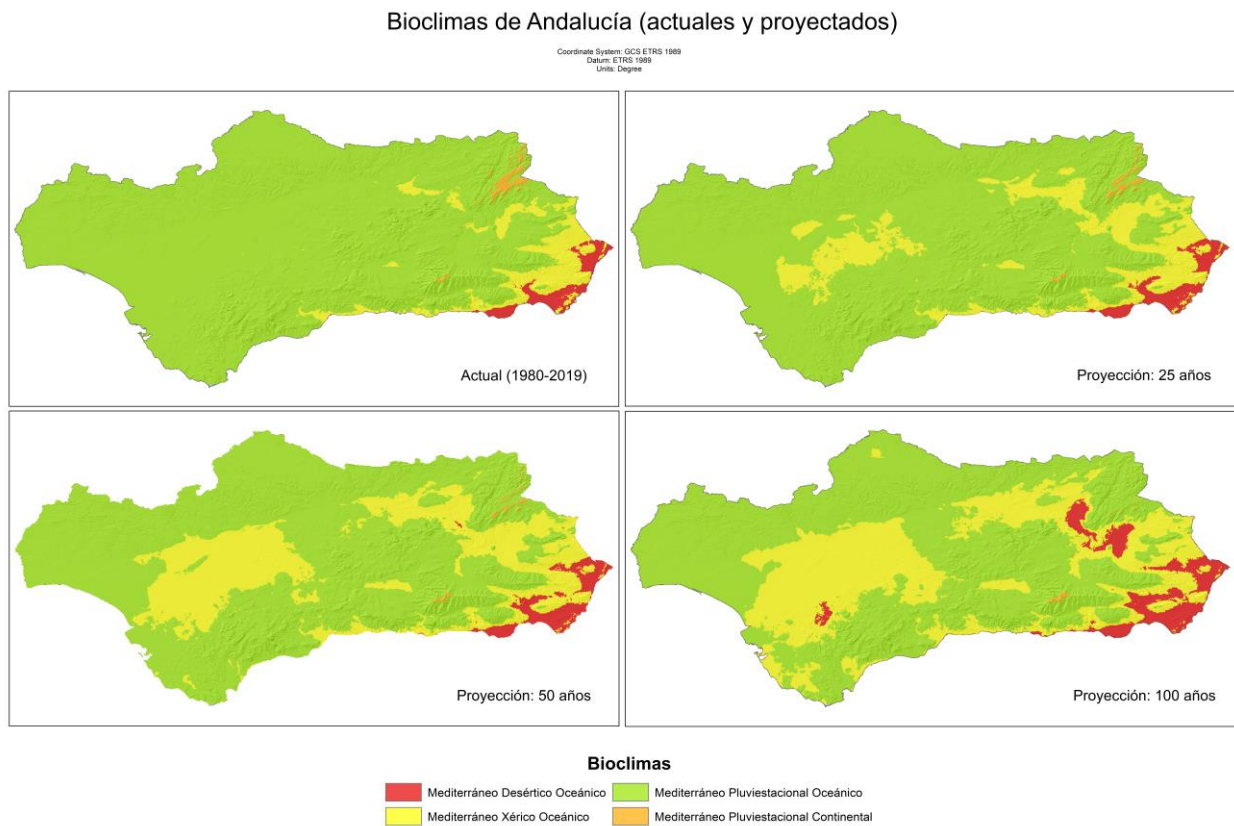 Bioclimas de Andalucía (actuales y proyectados)
Coordinate System: GCS ETRS 1989
Datum: ETRS 1989
Units: Degree
Actual (1980-2019)
Proyección: 25 años
Proyección: 50 años
Proyección: 100 años
Bioclimas
Mediterráneo Desértico Oceánico
Mediterráneo Pluviestacional Oceánico
Mediterráneo Xérico Oceánico
Mediterráneo Pluviestacional Continental